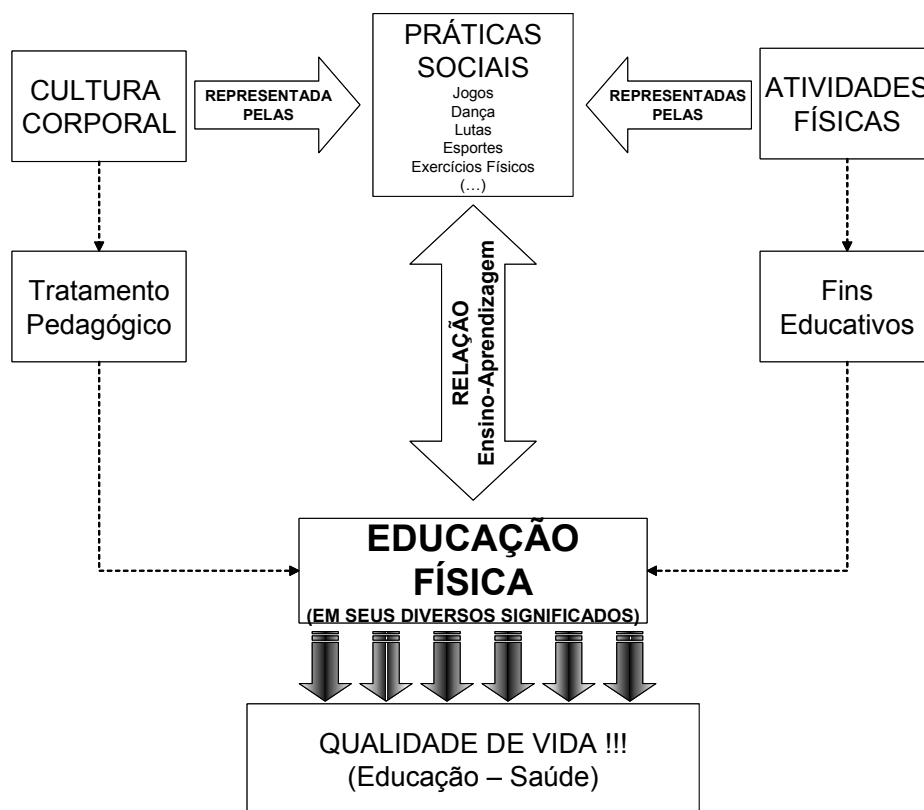 PRÁTICAS
SOCIAIS
Jogos
Dança
Lutas
Esportes
Exercícios Físicos
(…)
CULTURA
CORPORAL
REPRESENTADA
PELAS
REPRESENTADAS
PELAS
ATIVIDADES
FÍSICAS
Tratamento
Pedagógico
RELAÇÃO
Ensino-Aprendizagem
Fins
Educativos
EDUCAÇÃO
FÍSICA
(EM SEUS DIVERSOS SIGNIFICADOS)
QUALIDADE DE VIDA !!!
(Educação – Saúde)